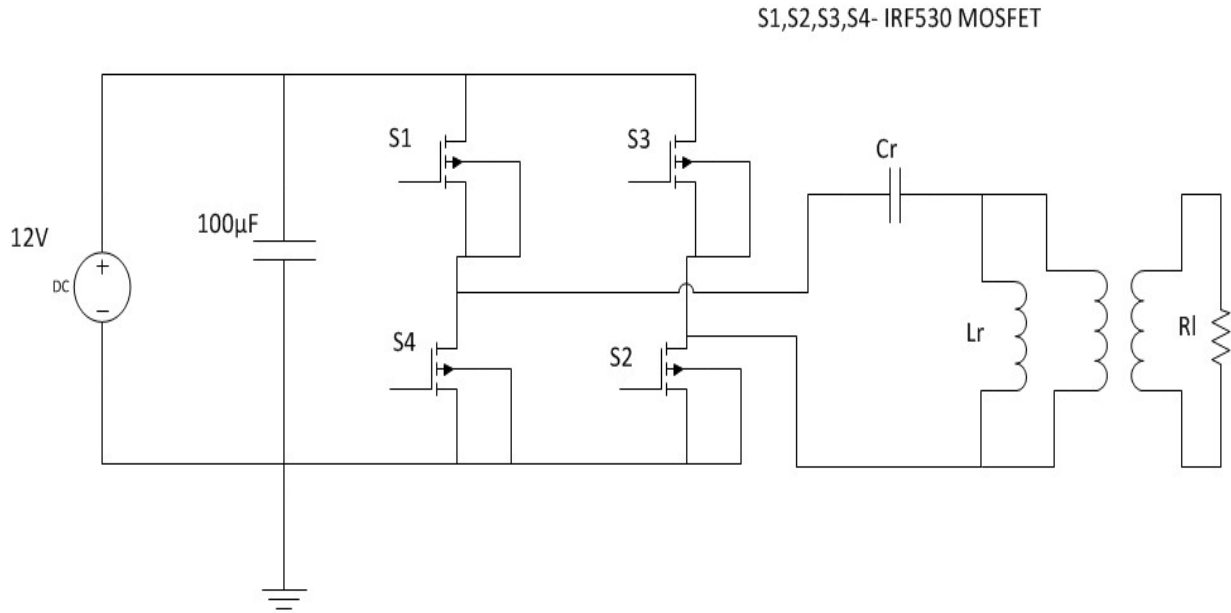 S1,S2,S3,S4- IRF530 MOSFET
S1
S3
Cr
100µF
12V
+
DC
−
S4
S2
Lr
Rl